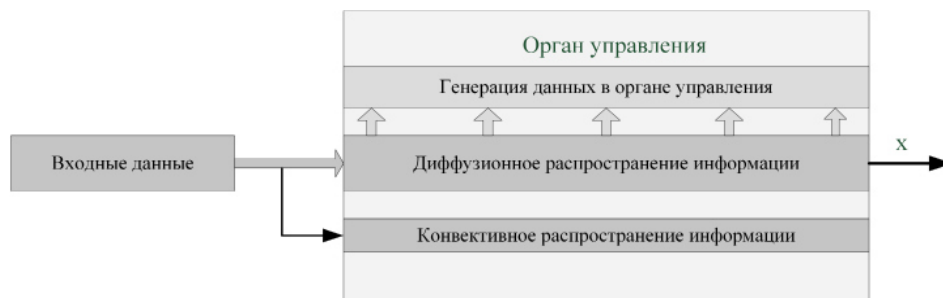 Орган управления
Генерация данных в органе управления
Входные данные
Диффузионное распространение информации
X
Конвективное распространение информации